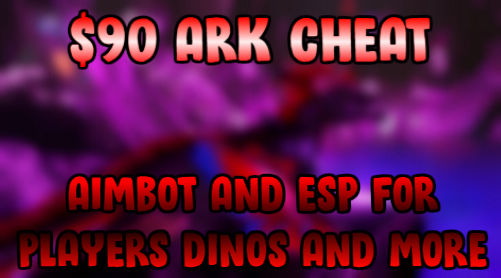 $90 ARK CHEAT
AIMBOT AND ESP FOR
PLAYERS DINOS AND MORE